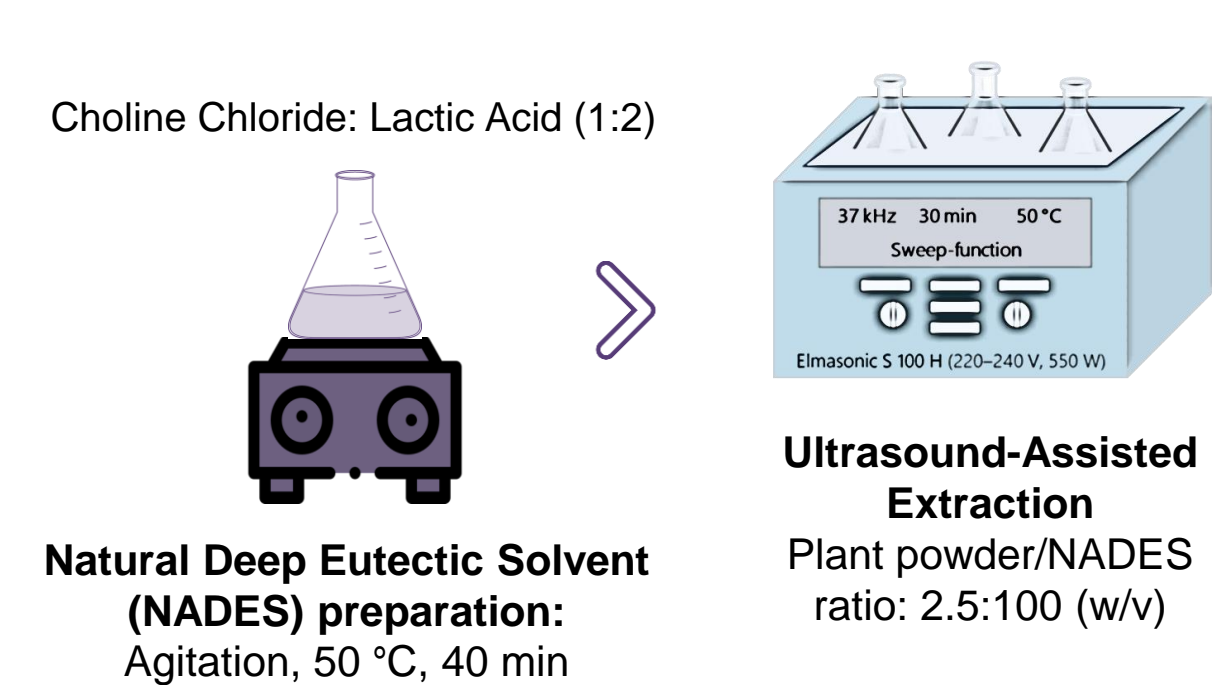 Choline Chloride: Lactic Acid (1:2)
Natural Deep Eutectic Solvent
(NADES) preparation:
Agitation, 50 °C, 40 min
37 kHz 30 min 50 °C
Sweep-function
Elmasonic S 100 H (220–240 V, 550 W)
Ultrasound-Assisted
Extraction
Plant powder/NADES
ratio: 2.5:100 (w/v)